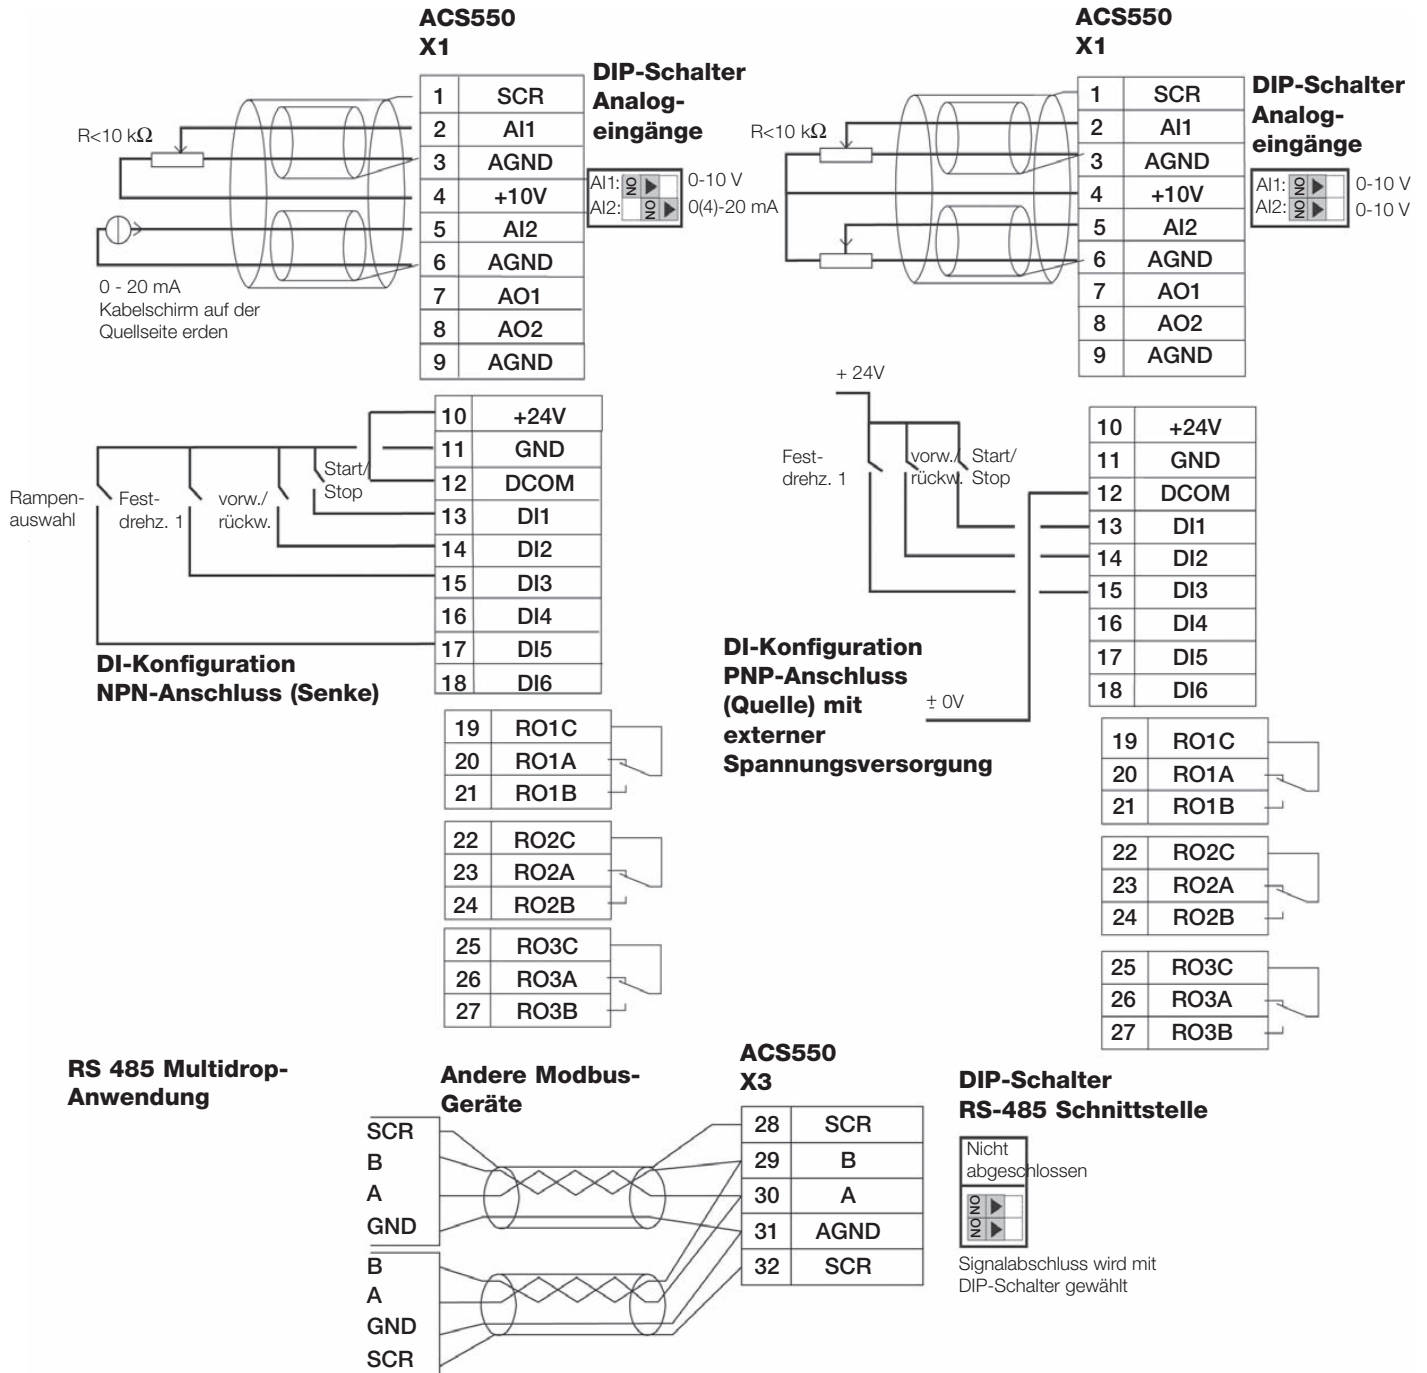 ACS550
X1
DIP-Schalter
Analog-
eingänge
1 SCR
2 AI1
3 AGND
4 +10V
5 AI2
6 AGND
7 AO1
8 AO2
9 AGND
R<10 kΩ
AI1: ON 0-10 V
AI2: ON 0(4)-20 mA
0 - 20 mA
Kabelschirm auf der
Quellseite erden
10 +24V
11 GND
12 DCOM
13 DI1
14 DI2
15 DI3
16 DI4
17 DI5
18 DI6
Rampen-
auswahl
Fest-
drehz. 1
vorw./
rückw.
Start/
Stop
DI-Konfiguration
NPN-Anschluss (Senke)
19 RO1C
20 RO1A
21 RO1B
22 RO2C
23 RO2A
24 RO2B
25 RO3C
26 RO3A
27 RO3B
ACS550
X1
DIP-Schalter
Analog-
eingänge
1 SCR
2 AI1
3 AGND
4 +10V
5 AI2
6 AGND
7 AO1
8 AO2
9 AGND
R<10 kΩ
AI1: ON 0-10 V
AI2: ON 0-10 V
+ 24V
10 +24V
11 GND
12 DCOM
13 DI1
14 DI2
15 DI3
16 DI4
17 DI5
18 DI6
Fest-
drehz. 1
vorw./
rückw.
Start/
Stop
DI-Konfiguration
PNP-Anschluss
(Quelle) mit
externer
Spannungsversorgung
± 0V
19 RO1C
20 RO1A
21 RO1B
22 RO2C
23 RO2A
24 RO2B
25 RO3C
26 RO3A
27 RO3B
RS 485 Multidrop-
Anwendung
Andere Modbus-
Geräte
SCR
B
A
GND
B
A
GND
SCR
ACS550
X3
28 SCR
29 B
30 A
31 AGND
32 SCR
DIP-Schalter
RS-485 Schnittstelle
Nicht
abgeschlossen
ON
ON
Signalabschluss wird mit
DIP-Schalter gewählt